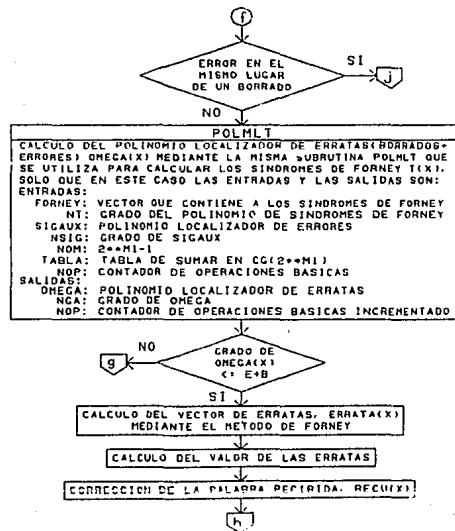 f
ERROR EN EL
MISMO LUGAR
DE UN BORRADO
SI
j
NO
POLMLT
CALCULO DEL POLINOMIO LOCALIZADOR DE ERRATAS(BORRADOS+
ERRORES) OMEGA(X) MEDIANTE LA MISMA SUBRUTINA POLMLT QUE
SE UTILIZA PARA CALCULAR LOS SINDROMES DE FORNEY T(X),
SOLO QUE EN ESTE CASO LAS ENTRADAS Y LAS SALIDAS SON:
ENTRADAS:
FORNEY: VECTOR QUE CONTIENE A LOS SINDROMES DE FORNEY
NT: GRADO DEL POLINOMIO DE SINDROMES DE FORNEY
SIGAUX: POLINOMIO LOCALIZADOR DE ERRORES
NSIG: GRADO DE SIGAUX
NOM: 2**M1-1
TABLA: TABLA DE SUMAR EN CG(2**M1)
NOP: CONTADOR DE OPERACIONES BASICAS
SALIDAS:
OMEGA: POLINOMIO LOCALIZADOR DE ERRATAS
NGA: GRADO DE OMEGA
NOP: CONTADOR DE OPERACIONES BASICAS INCREMENTADO
NO
g
GRADO DE
OMEGA(X)
<= E+B
SI
CALCULO DEL VECTOR DE ERRATAS, ERRATA(X)
MEDIANTE EL METODO DE FORNEY
CALCULO DEL VALOR DE LAS ERRATAS
CORRECCION DE LA PALABRA RECIBIDA, RECU(X)
h